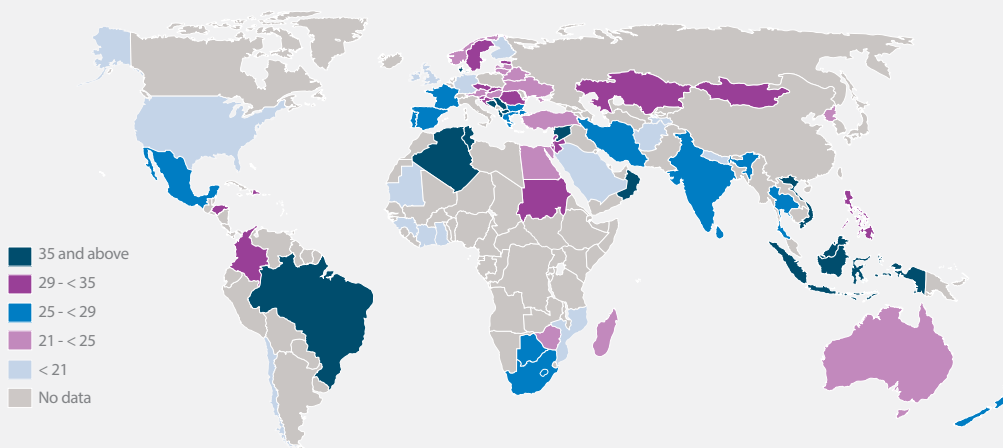 35 and above
29 - < 35
25 - < 29
21 - < 25
< 21
No data